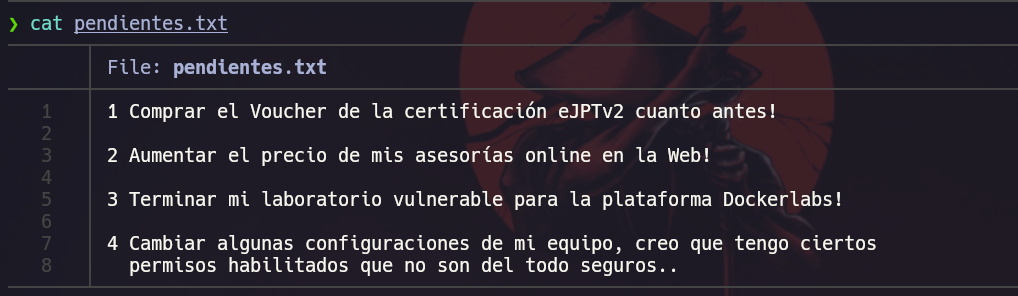 ❯ cat pendientes.txt
File: pendientes.txt
1 1 Comprar el Voucher de la certificación eJPTv2 cuanto antes!
2
3 2 Aumentar el precio de mis asesorías online en la Web!
4
5 3 Terminar mi laboratorio vulnerable para la plataforma Dockerlabs!
6
7 4 Cambiar algunas configuraciones de mi equipo, creo que tengo ciertos
8 permisos habilitados que no son del todo seguros..